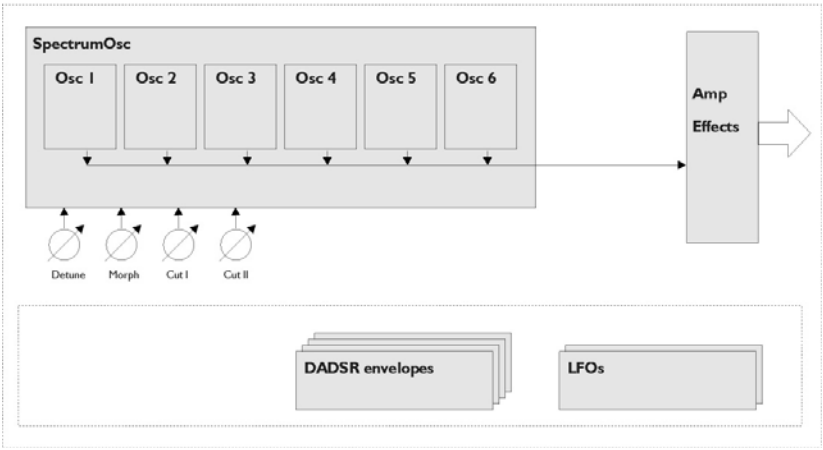 SpectrumOsc
Osc 1 Osc 2 Osc 3 Osc 4 Osc 5 Osc 6
Amp
Effects
Detune Morph Cut I Cut II
DADSR envelopes LFOs